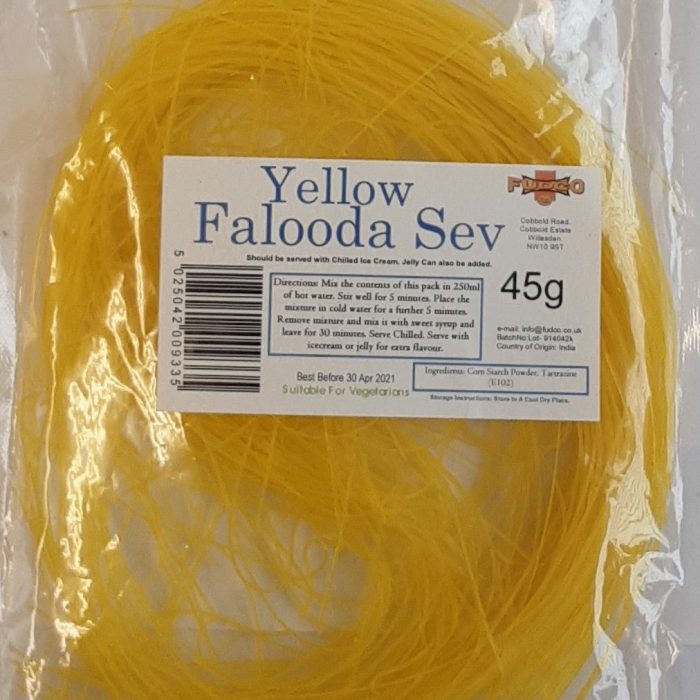 Yellow
Falooda Sev
FUDCO
Cobbold Road,
Cobbold Estate
Willesden
NW10 9ST
Should be served with Chilled Ice Cream. Jelly Can also be added.
Directions: Mix the contents of this pack in 250ml
of hot water. Stir well for 5 minutes. Place the
mixture in cold water for a further 5 minutes.
Remove mixture and mix it with sweet syrup and
leave for 30 minutes. Serve Chilled. Serve with
icecream or jelly for extra flavour.
45g
e-mail: info@fudco.co.uk
BatchNo Lot- 914042k
Country of Origin: India
5 025042 009335
Best Before 30 Apr 2021
Suitable For Vegetarians
Ingredients: Corn Starch Powder, Tartrazine
(E102)
Storage Instructions: Store In A Cool Dry Place.